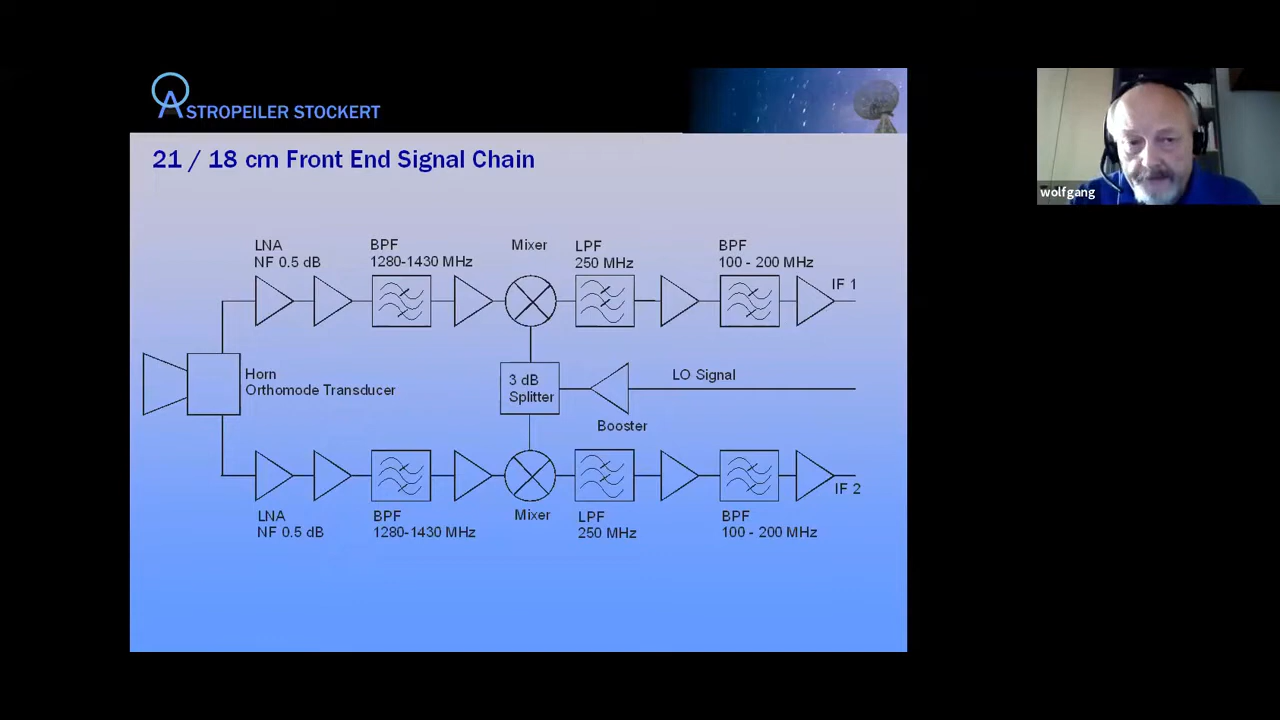 ASTROPEILER STOCKERT
21 / 18 cm Front End Signal Chain
LNA
NF 0.5 dB
BPF
1280-1430 MHz
Mixer
LPF
250 MHz
BPF
100 - 200 MHz
IF 1
Horn
Orthomode Transducer
3 dB
Splitter
LO Signal
Booster
IF 2
LNA
NF 0.5 dB
BPF
1280-1430 MHz
Mixer
LPF
250 MHz
BPF
100 - 200 MHz
wolfgang